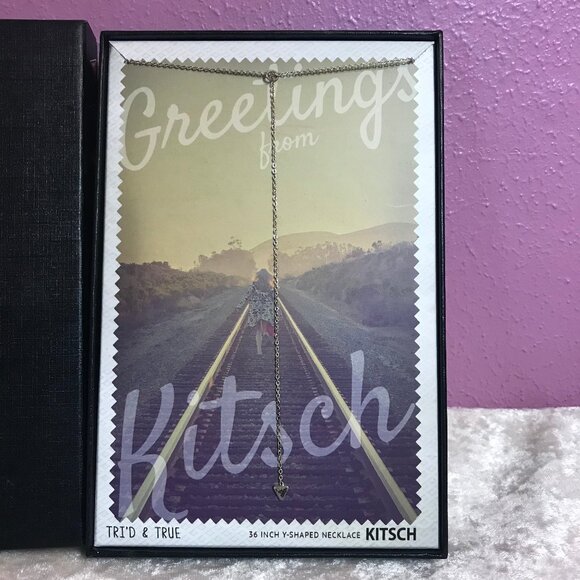 Greetings
from
Kitsch
TRI'D & TRUE
36 INCH Y-SHAPED NECKLACE KITSCH